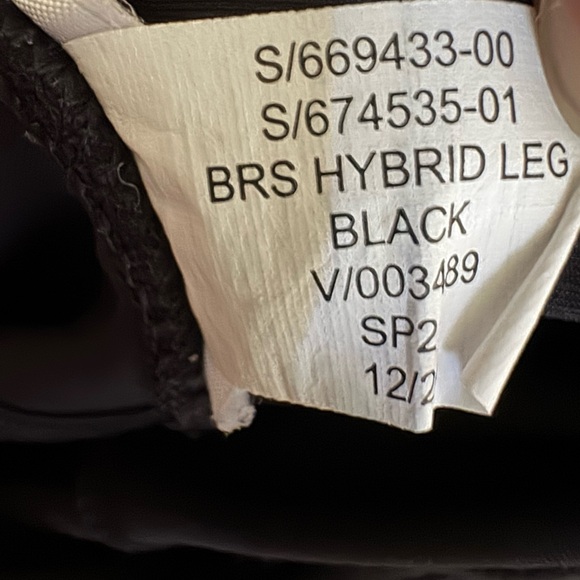 S/669433-00
S/674535-01
BRS HYBRID LEG
BLACK
V/003489
SP2
12/2